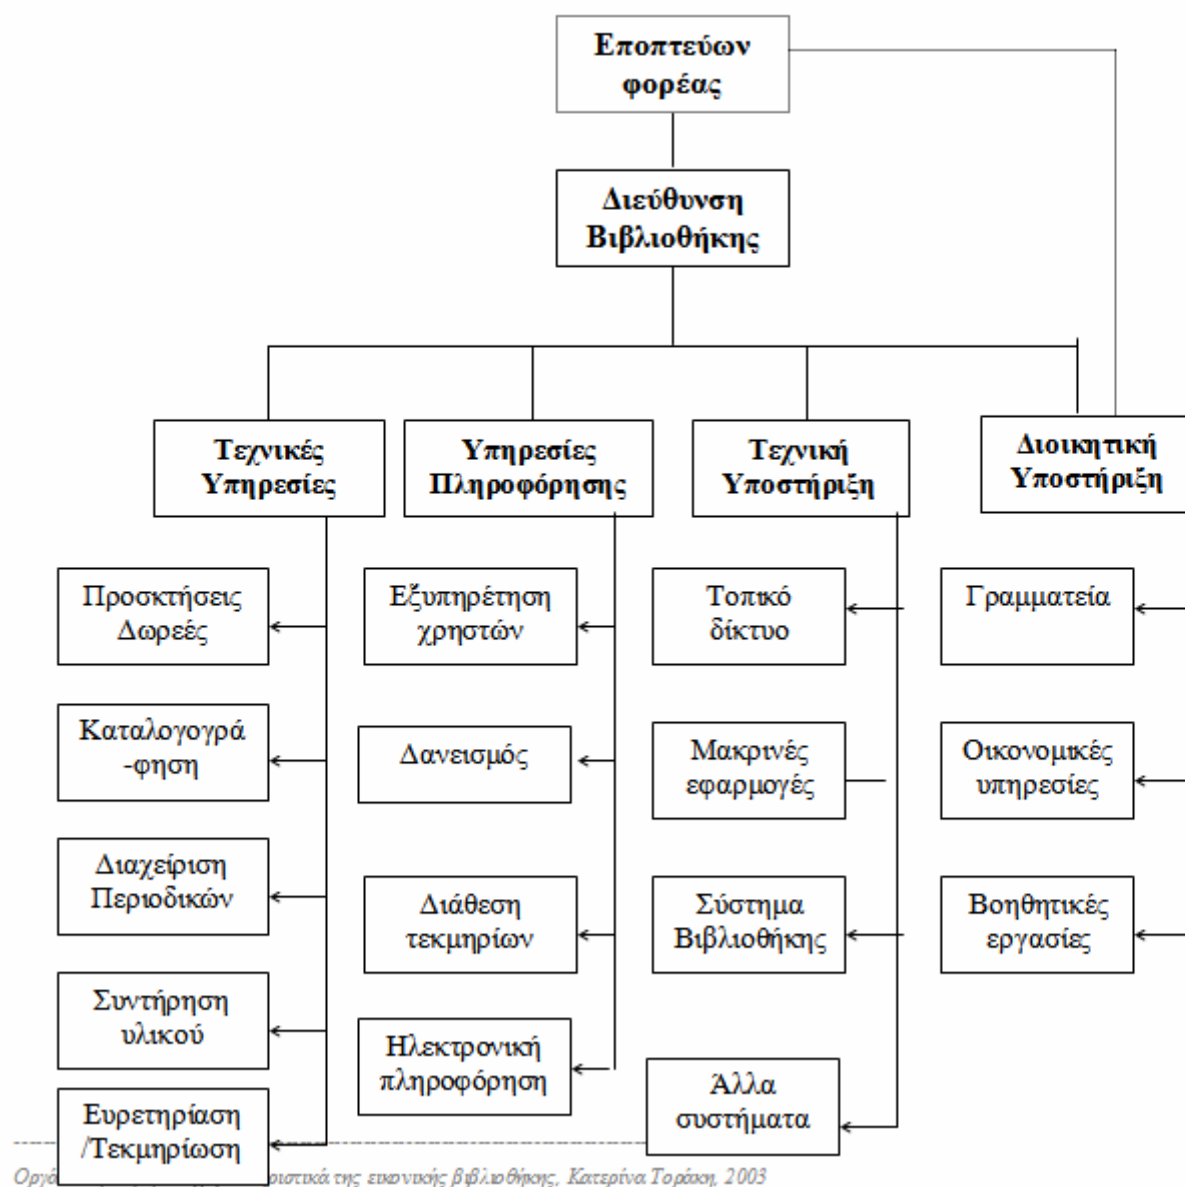 Εποπτεύων
φορέας
Διεύθυνση
Βιβλιοθήκης
Τεχνικές
Υπηρεσίες
Υπηρεσίες
Πληροφόρησης
Τεχνική
Υποστήριξη
Διοικητική
Υποστήριξη
Προσκτήσεις
Δωρεές
Καταλογογρά
-φηση
Διαχείριση
Περιοδικών
Συντήρηση
υλικού
Ευρετηρίαση
/Τεκμηρίωση
Εξυπηρέτηση
χρηστών
Δανεισμός
Διάθεση
τεκμηρίων
Ηλεκτρονική
πληροφόρηση
Τοπικό
δίκτυο
Μακρινές
εφαρμογές
Σύστημα
Βιβλιοθήκης
Άλλα
συστήματα
Γραμματεία
Οικονομικές
υπηρεσίες
Βοηθητικές
εργασίες
της εικονικής βιβλιοθήκης, Κατερίνα Τοράκη, 2003